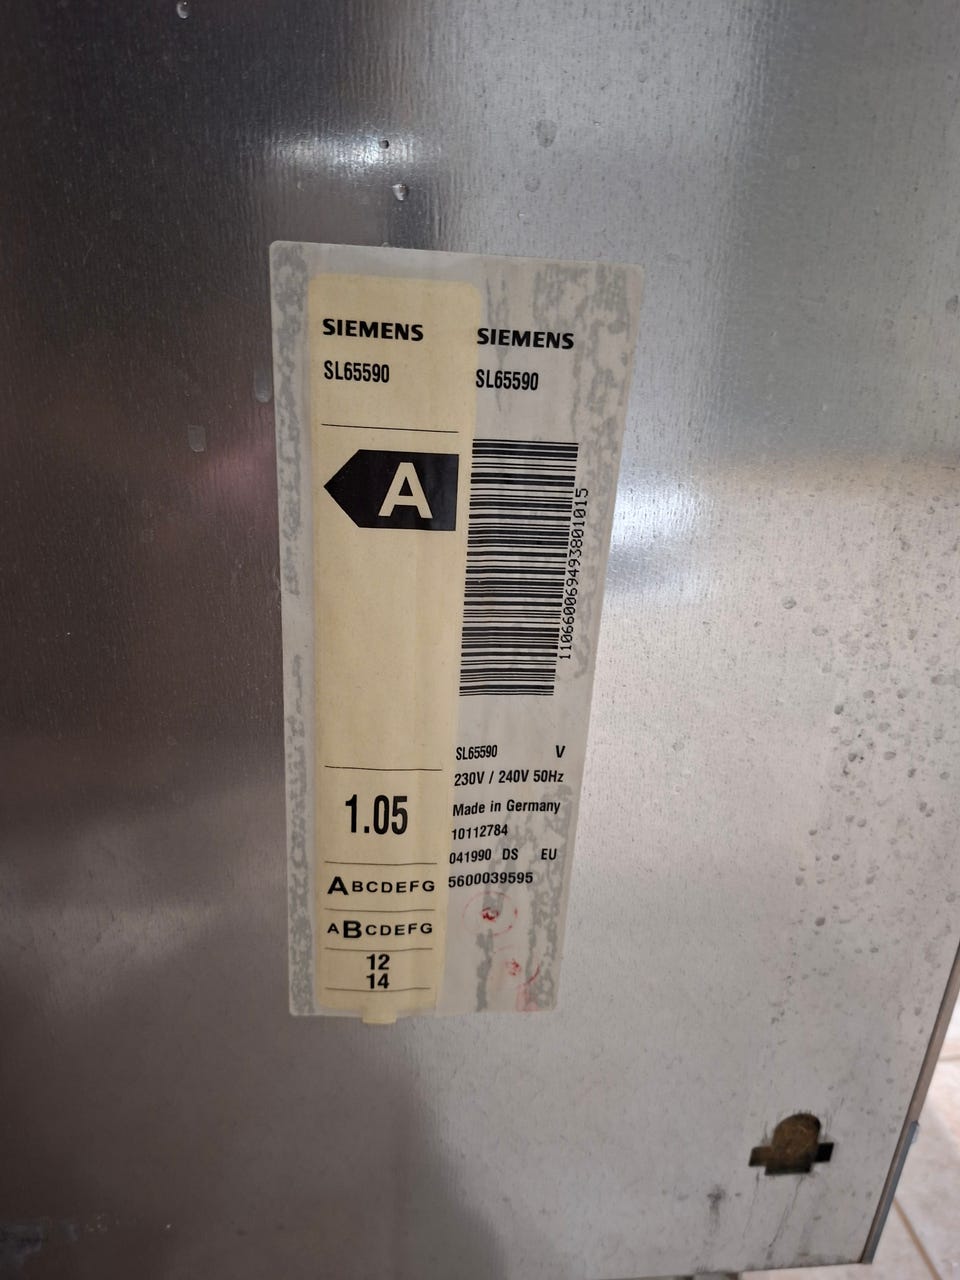 SIEMENS
SL65590
A
1.05
ABCDEFG
ABCDEFG
12
14
SIEMENS
SL65590
110660069493801015
SL65590 V
230V / 240V 50Hz
Made in Germany
10112784
041990 DS EU
5600039595